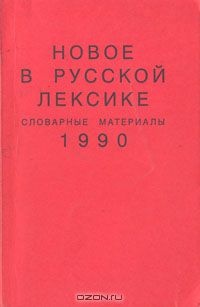 НОВОЕ
В РУССКОЙ
ЛЕКСИКЕ
СЛОВАРНЫЕ МАТЕРИАЛЫ
1990
OZON.ru